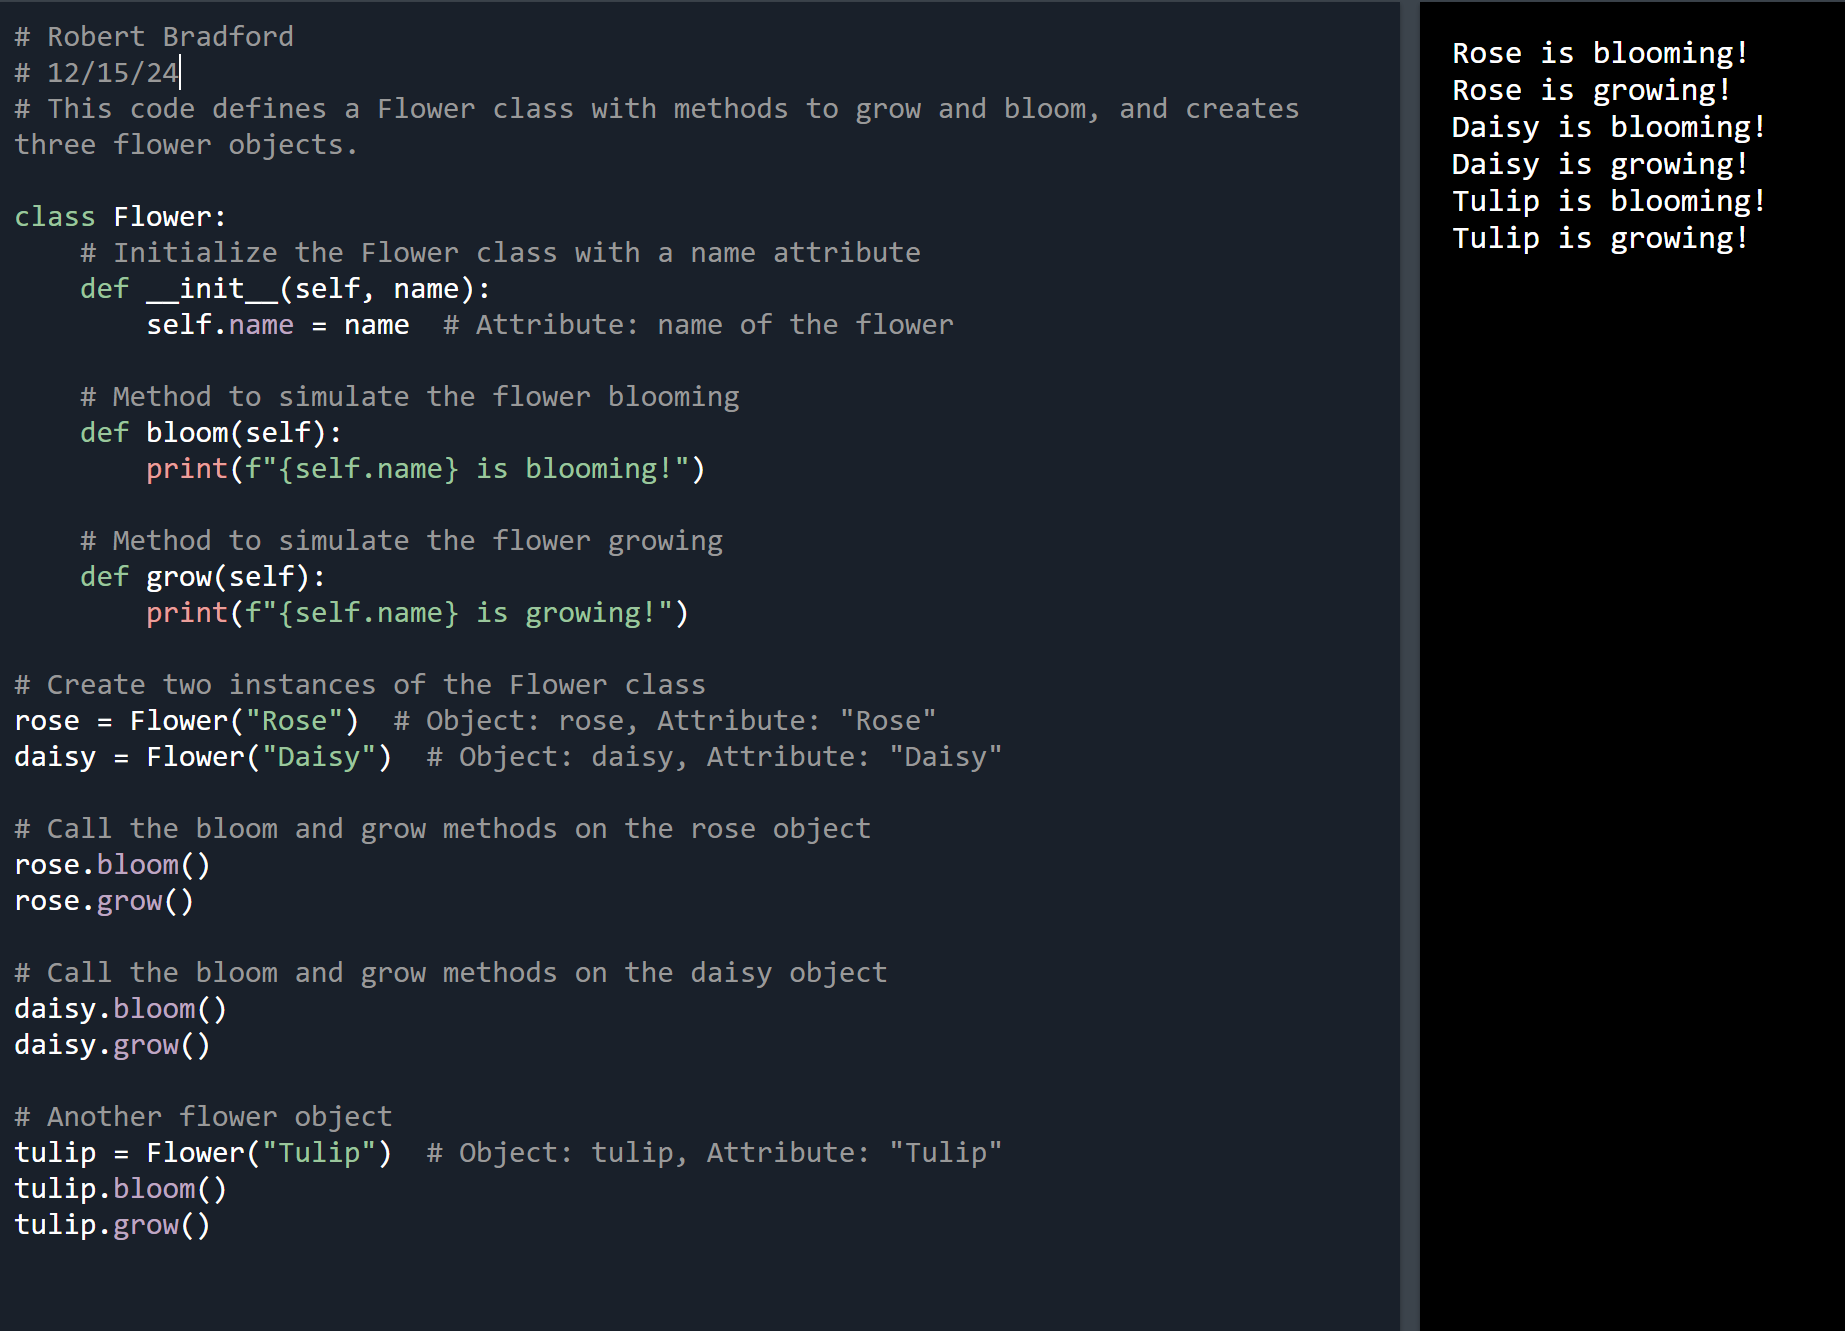 # Robert Bradford
# 12/15/24
# This code defines a Flower class with methods to grow and bloom, and creates
three flower objects.

class Flower:
    # Initialize the Flower class with a name attribute
    def __init__(self, name):
        self.name = name  # Attribute: name of the flower

    # Method to simulate the flower blooming
    def bloom(self):
        print(f"{self.name} is blooming!")

    # Method to simulate the flower growing
    def grow(self):
        print(f"{self.name} is growing!")

# Create two instances of the Flower class
rose = Flower("Rose")  # Object: rose, Attribute: "Rose"
daisy = Flower("Daisy")  # Object: daisy, Attribute: "Daisy"

# Call the bloom and grow methods on the rose object
rose.bloom()
rose.grow()

# Call the bloom and grow methods on the daisy object
daisy.bloom()
daisy.grow()

# Another flower object
tulip = Flower("Tulip")  # Object: tulip, Attribute: "Tulip"
tulip.bloom()
tulip.grow()

Rose is blooming!
Rose is growing!
Daisy is blooming!
Daisy is growing!
Tulip is blooming!
Tulip is growing!